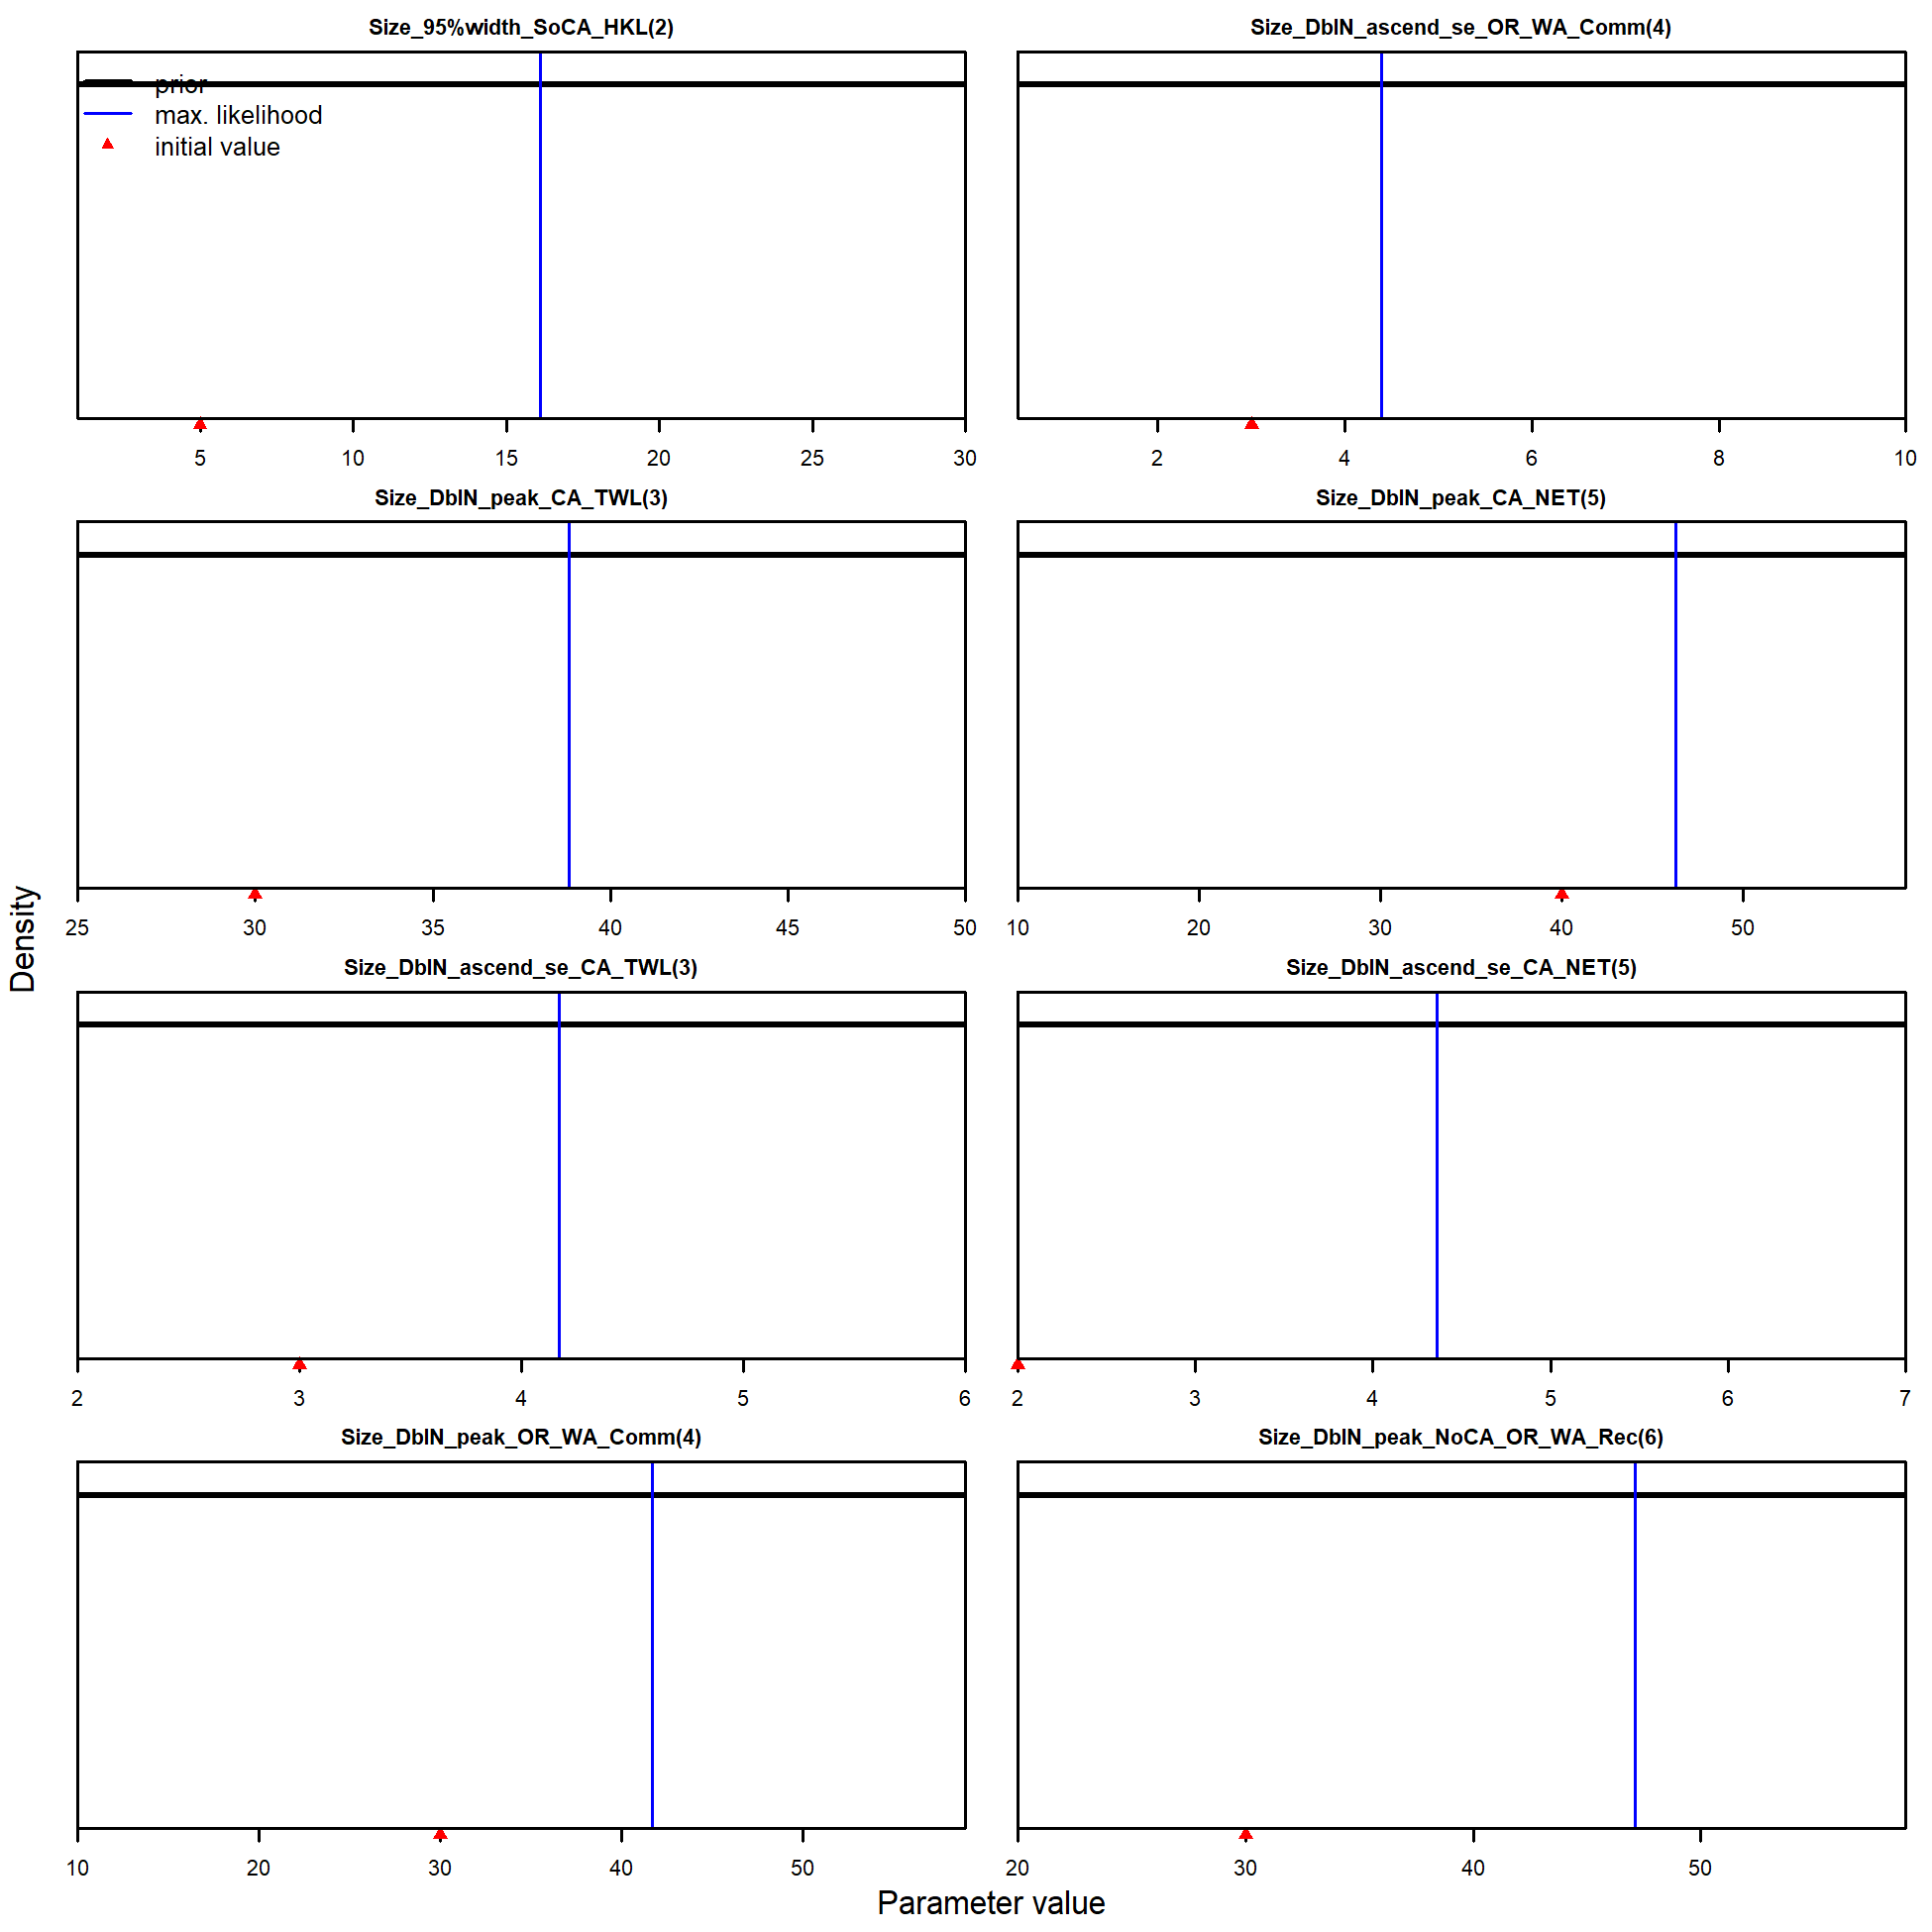 Size_95%width_SoCA_HKL(2)
prior
max. likelihood
initial value
5 10 15 20 25 30
Size_DblN_ascend_se_OR_WA_Comm(4)
2 4 6 8 10
Size_DblN_peak_CA_TWL(3)
25 30 35 40 45 50
Size_DblN_peak_CA_NET(5)
10 20 30 40 50
Size_DblN_ascend_se_CA_TWL(3)
2 3 4 5 6
Size_DblN_ascend_se_CA_NET(5)
2 3 4 5 6 7
Size_DblN_peak_OR_WA_Comm(4)
10 20 30 40 50
Size_DblN_peak_NoCA_OR_WA_Rec(6)
20 30 40 50
Density
Parameter value